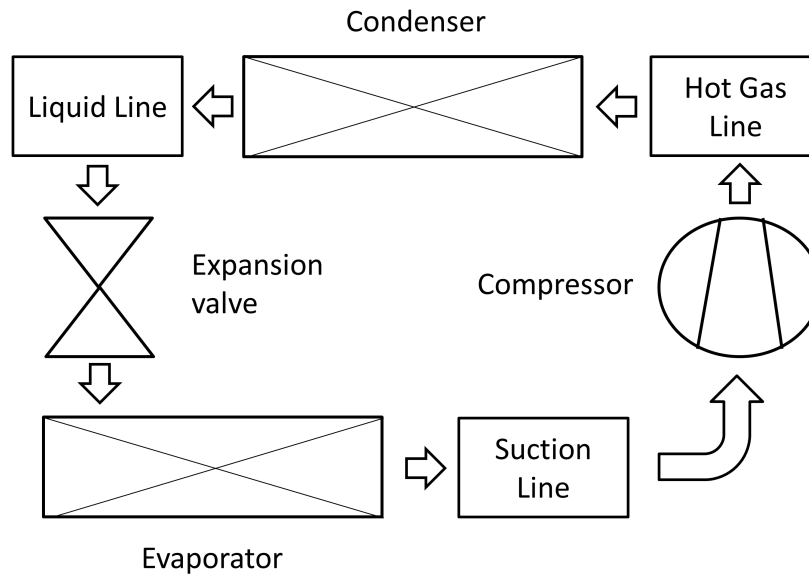 Condenser
Liquid Line
Hot Gas
Line
Expansion
valve
Compressor
Suction
Line
Evaporator